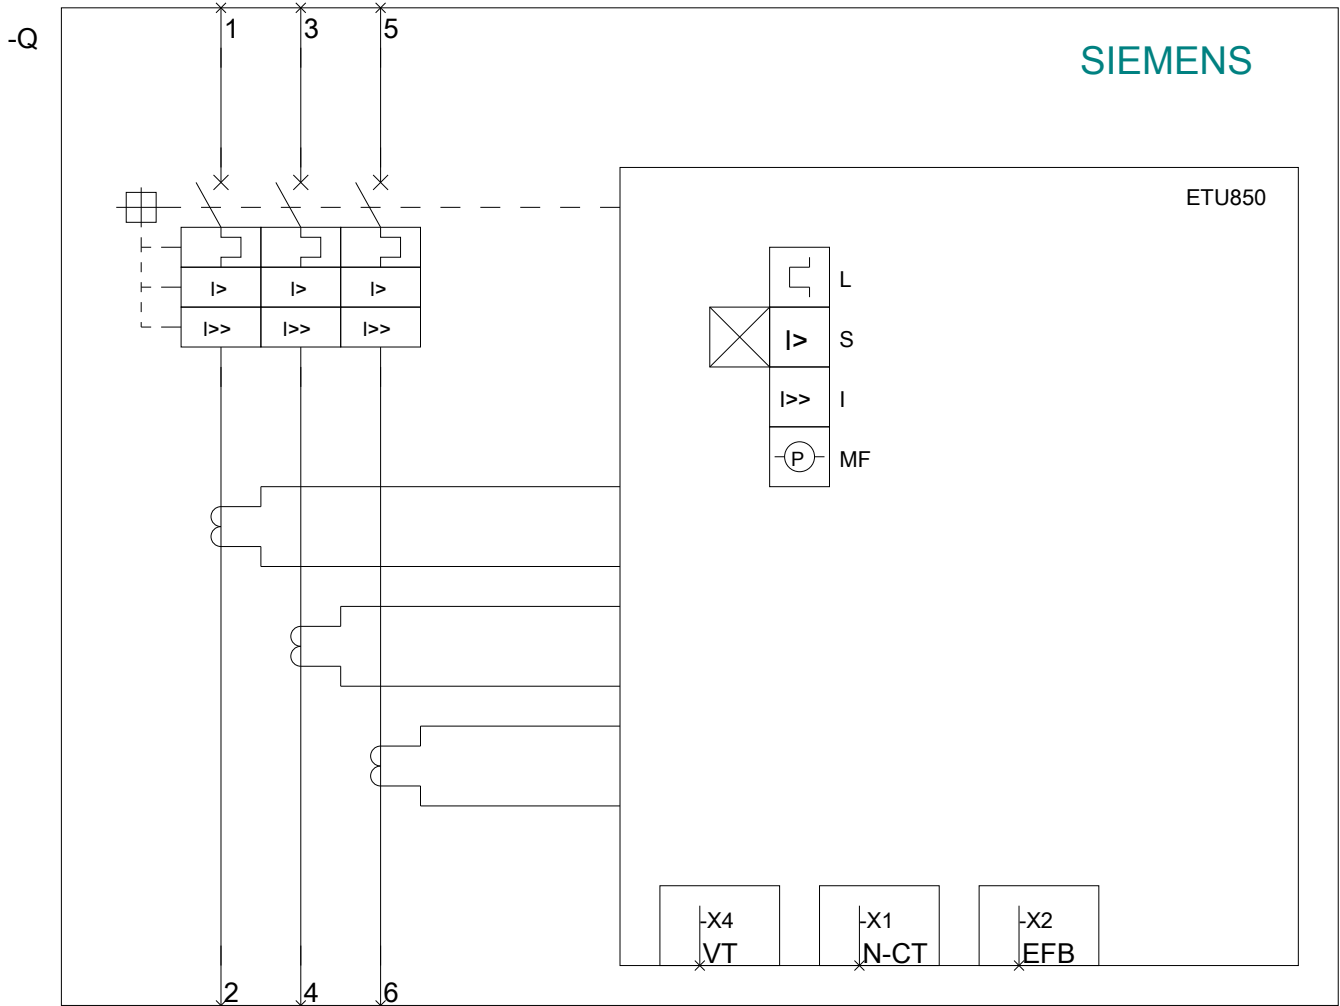 1 3 5
-Q
SIEMENS
ETU850
I> I> I>
I>> I>> I>>
L
I> S
I>> I
P MF
-X4 -X1 -X2
VT N-CT EFB
2 4 6